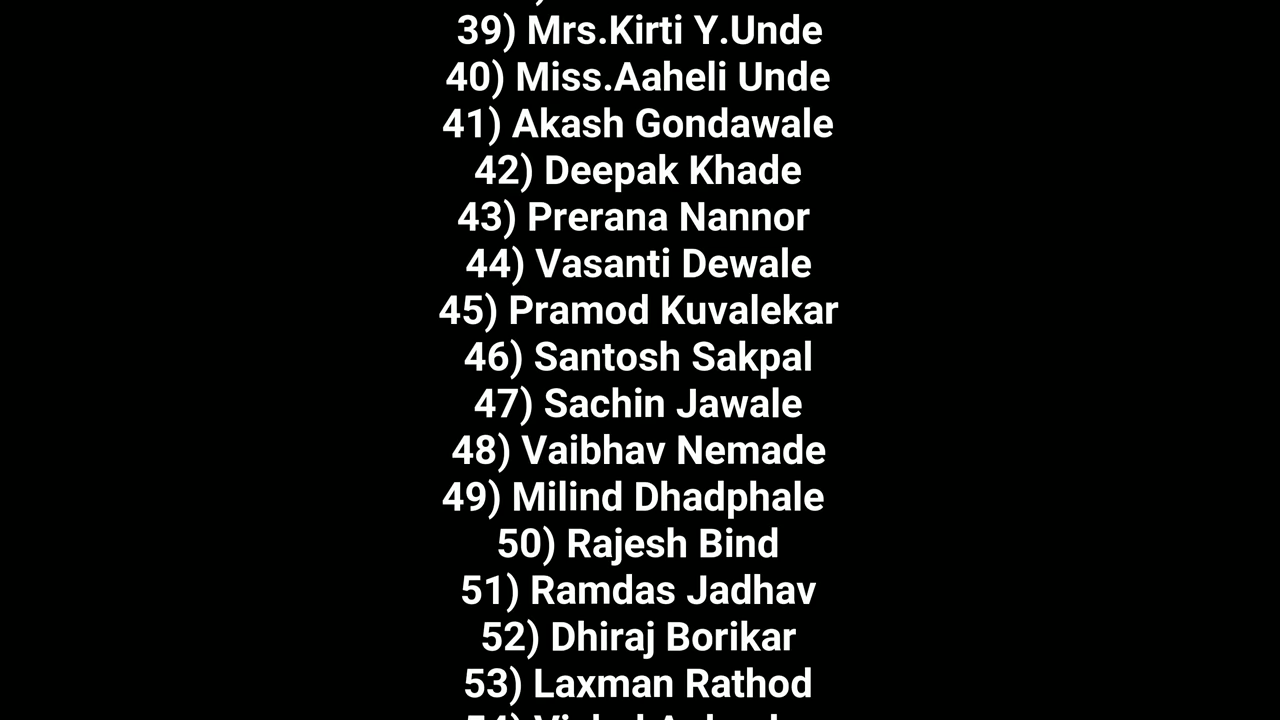 39) Mrs.Kirti Y.Unde
40) Miss.Aaheli Unde
41) Akash Gondawale
42) Deepak Khade
43) Prerana Nannor
44) Vasanti Dewale
45) Pramod Kuvalekar
46) Santosh Sakpal
47) Sachin Jawale
48) Vaibhav Nemade
49) Milind Dhadphale
50) Rajesh Bind
51) Ramdas Jadhav
52) Dhiraj Borikar
53) Laxman Rathod